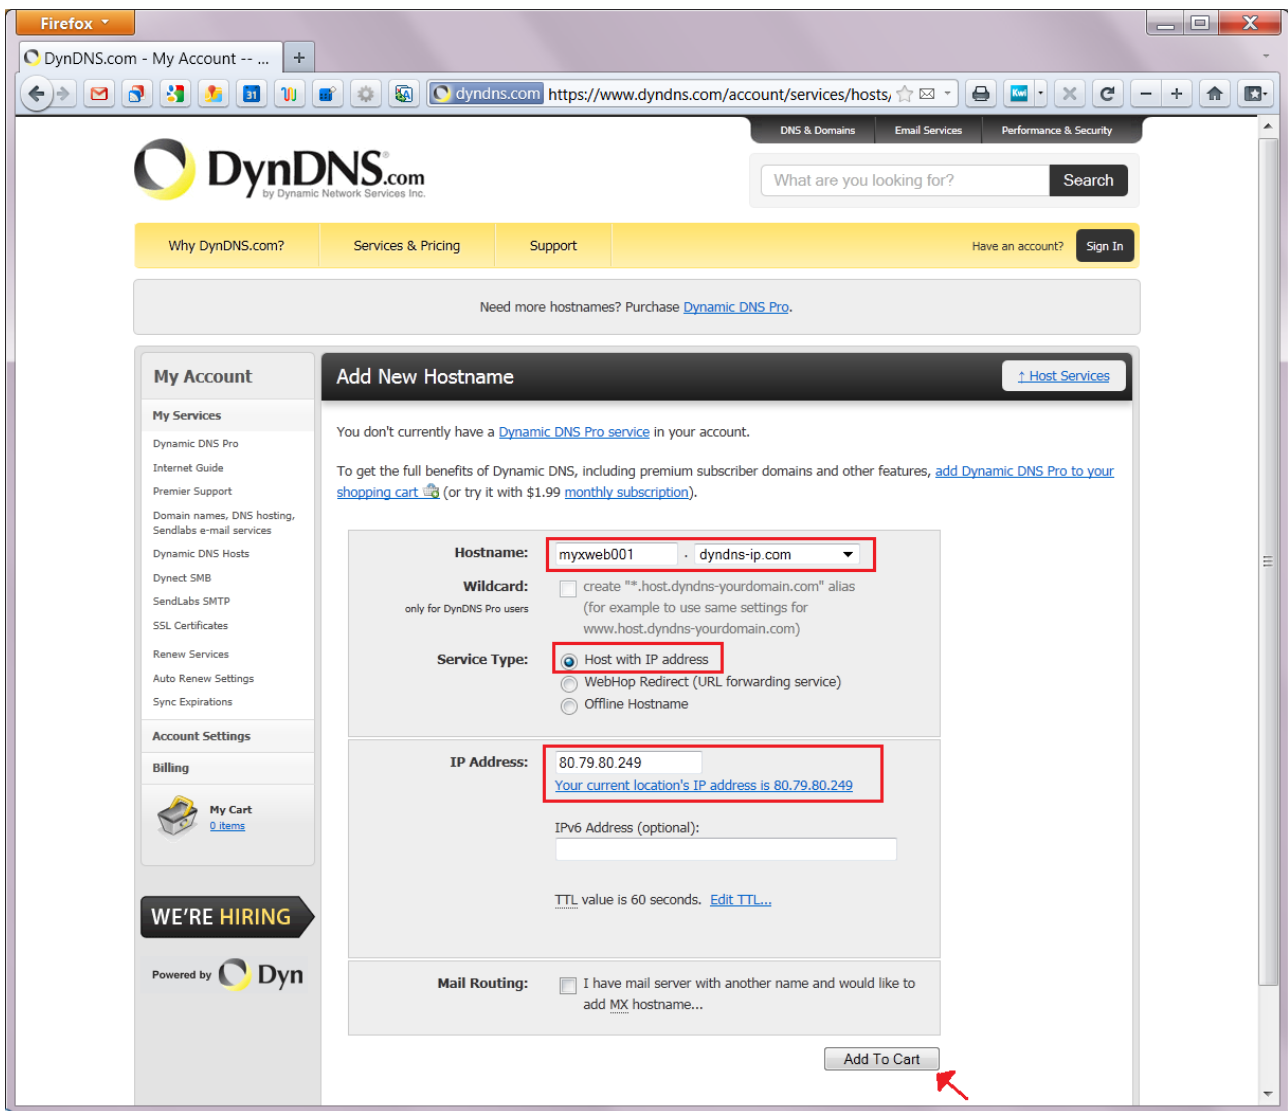 Firefox
DynDNS.com - My Account -- ...
dyndns.com https://www.dyndns.com/account/services/hosts/
DNS & Domains Email Services Performance & Security
DynDNS.com
by Dynamic Network Services Inc.
What are you looking for? Search
Why DynDNS.com? Services & Pricing Support Have an account? Sign In
Need more hostnames? Purchase Dynamic DNS Pro.
My Account
My Services
Dynamic DNS Pro
Internet Guide
Premier Support
Domain names, DNS hosting,
Sendlabs e-mail services
Dynamic DNS Hosts
Dynect SMB
SendLabs SMTP
SSL Certificates
Renew Services
Auto Renew Settings
Sync Expirations
Account Settings
Billing
My Cart
0 items
WE'RE HIRING
Powered by Dyn
Add New Hostname ↑ Host Services
You don't currently have a Dynamic DNS Pro service in your account.
To get the full benefits of Dynamic DNS, including premium subscriber domains and other features, add Dynamic DNS Pro to your
shopping cart (or try it with $1.99 monthly subscription).
Hostname: myxweb001 . dyndns-ip.com
Wildcard: create "*.host.dyndns-yourdomain.com" alias
only for DynDNS Pro users (for example to use same settings for
www.host.dyndns-yourdomain.com)
Service Type: Host with IP address
WebHop Redirect (URL forwarding service)
Offline Hostname
IP Address: 80.79.80.249
Your current location's IP address is 80.79.80.249
IPv6 Address (optional):
TTL value is 60 seconds. Edit TTL...
Mail Routing: I have mail server with another name and would like to
add MX hostname...
Add To Cart